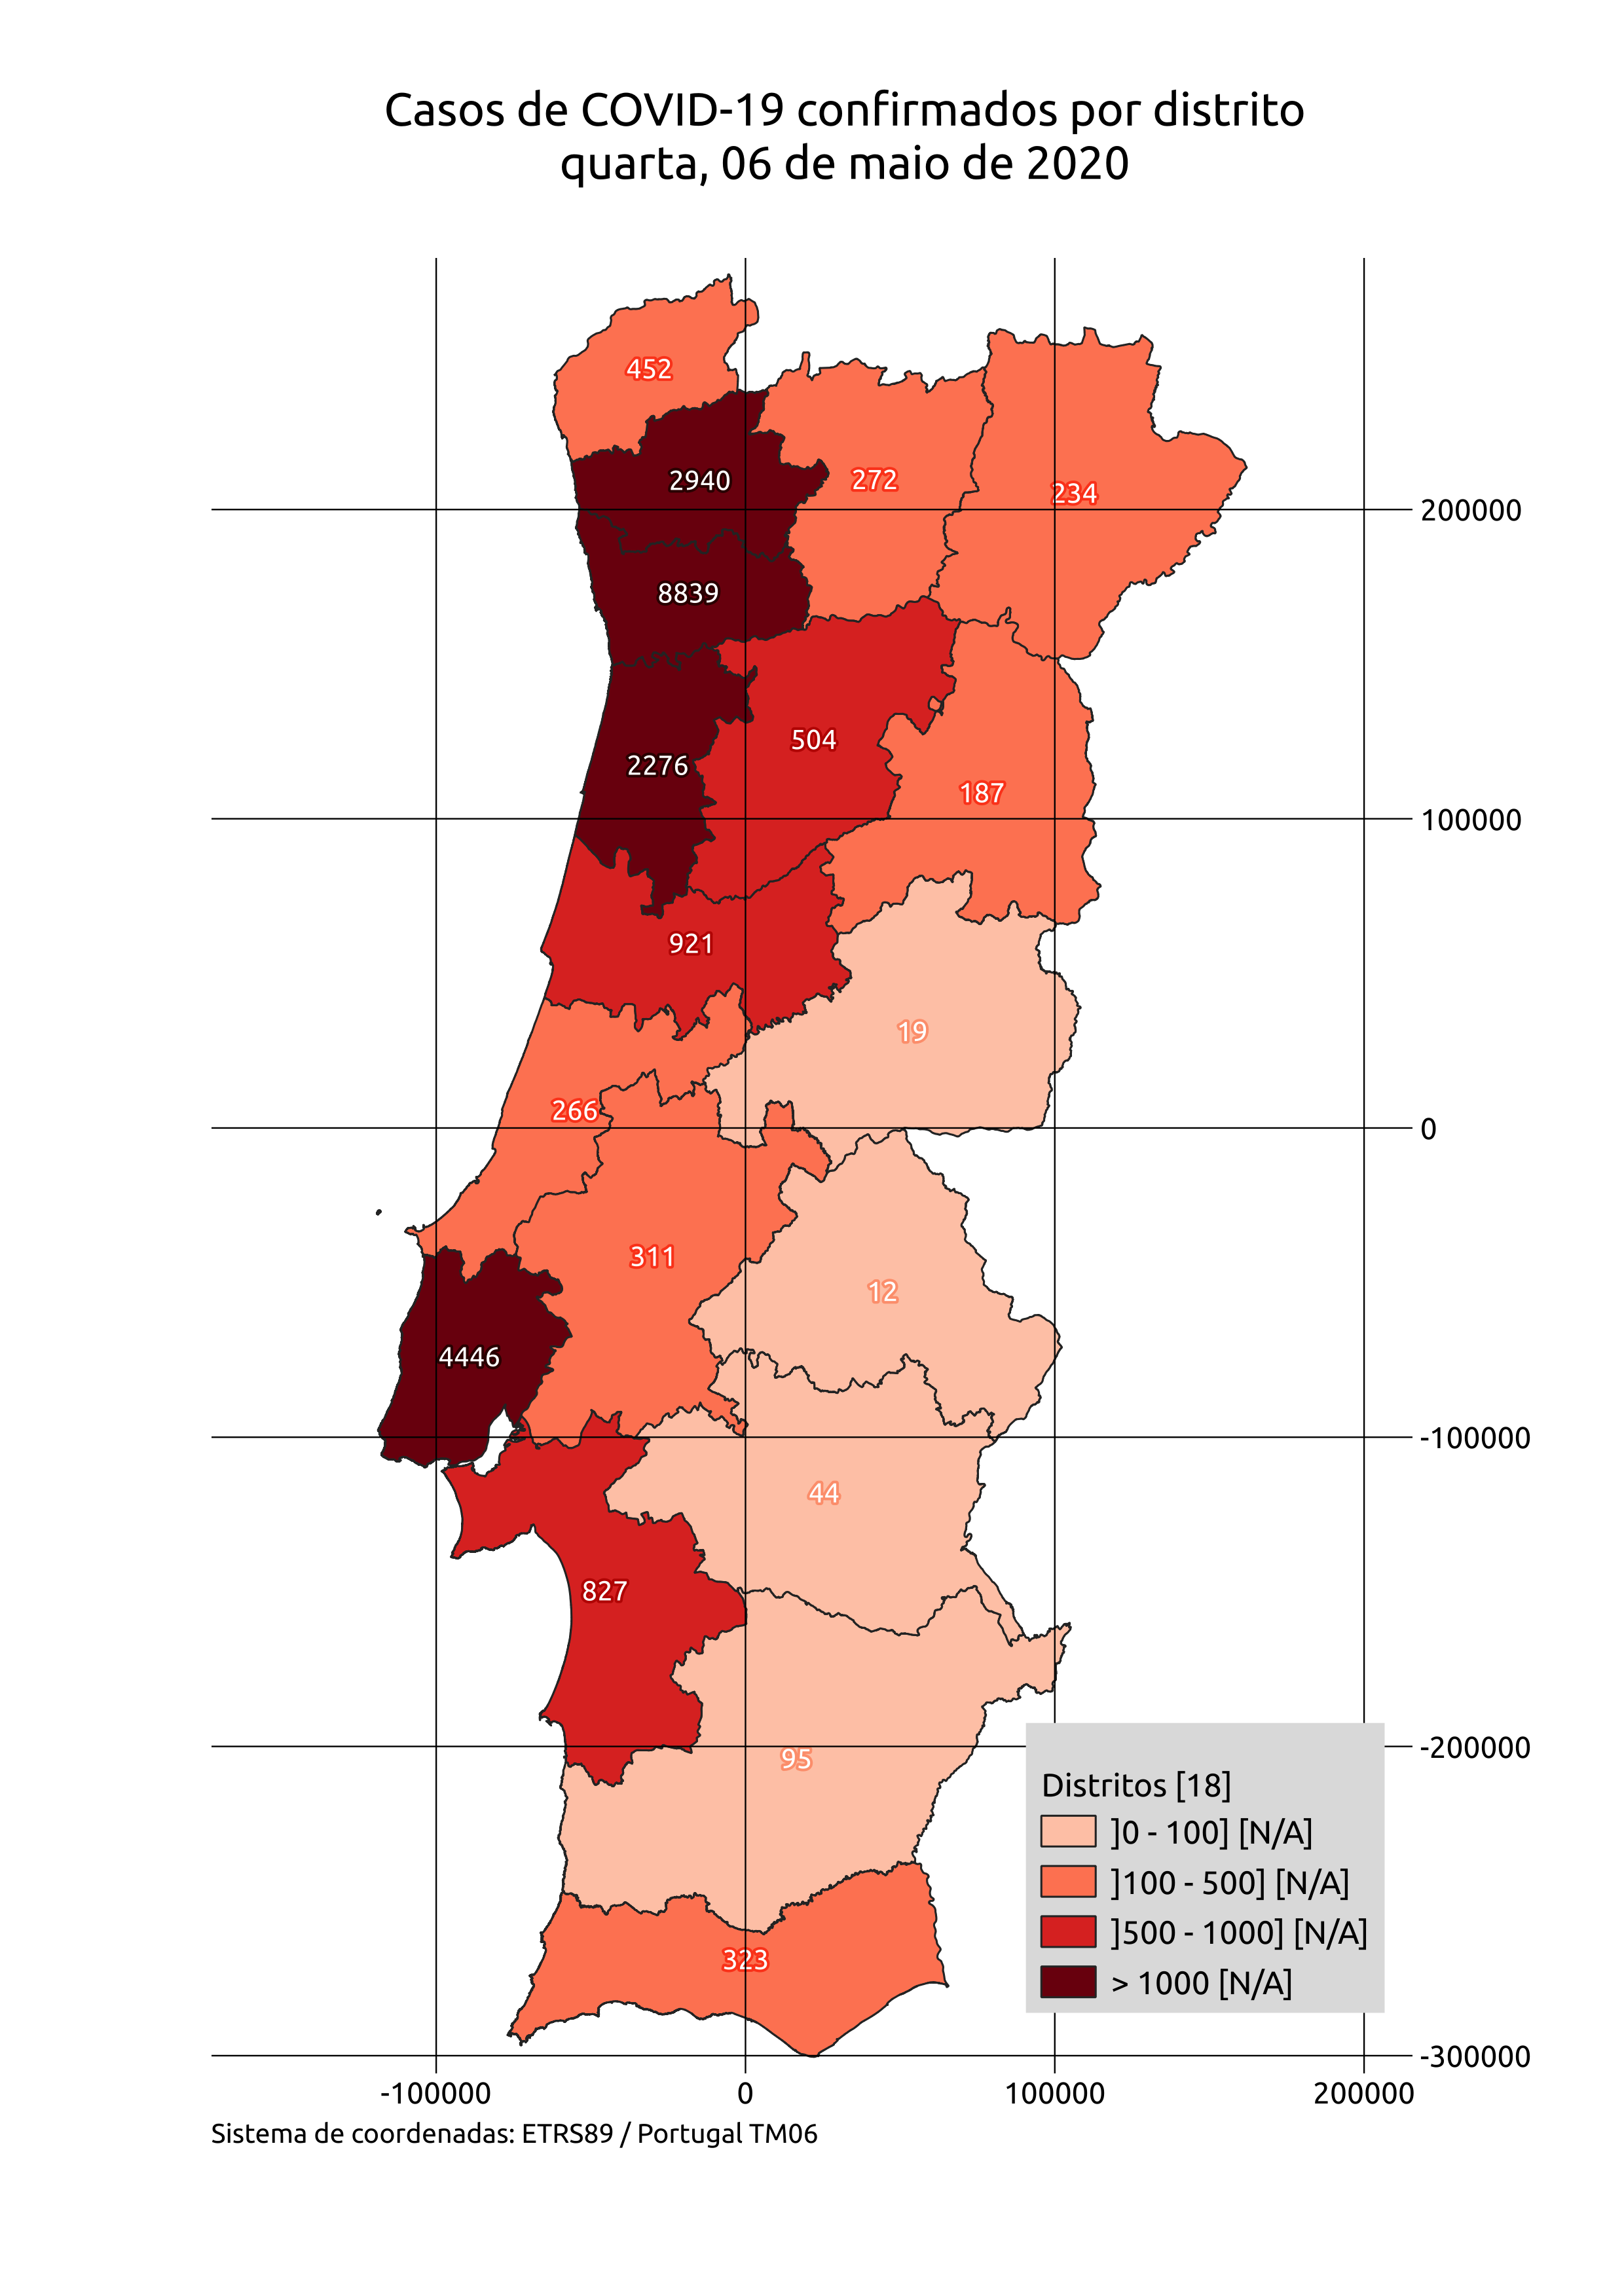 Casos de COVID-19 confirmados por distrito
quarta, 06 de maio de 2020
452
2940
272
234
200000
8839
504
2276
187
100000
921
19
266
0
311
12
4446
-100000
44
827
-200000
95
Distritos [18]
]0 - 100] [N/A]
]100 - 500] [N/A]
]500 - 1000] [N/A]
> 1000 [N/A]
323
-300000
-100000 0 100000 200000
Sistema de coordenadas: ETRS89 / Portugal TM06